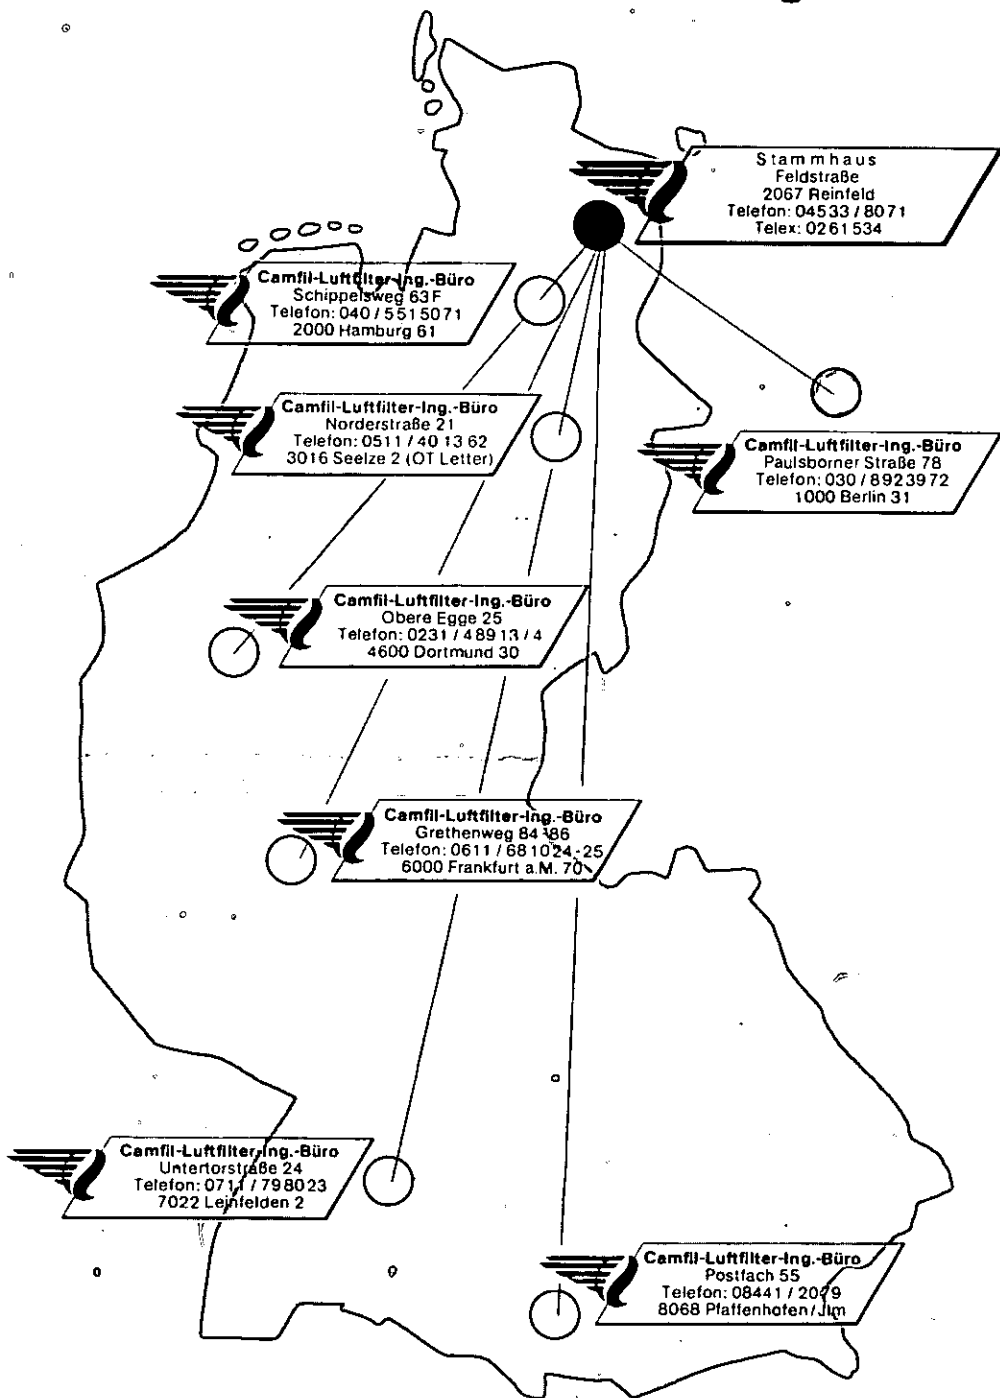 Stammhaus
Feldstraße
2067 Reinfeld
Telefon: 04533 / 8071
Telex: 0261534
Camfil-Luftfilter-Ing.-Büro
Schippelsweg 63 F
Telefon: 040 / 5515071
2000 Hamburg 61
Camfil-Luftfilter-Ing.-Büro
Norderstraße 21
Telefon: 0511 / 40 13 62
3016 Seelze 2 (OT Letter)
Camfil-Luftfilter-Ing.-Büro
Paulsborner Straße 78
Telefon: 030 / 8923972
1000 Berlin 31
Camfil-Luftfilter-Ing.-Büro
Obere Egge 25
Telefon: 0231 / 48913 / 4
4600 Dortmund 30
Camfil-Luftfilter-Ing.-Büro
Grethenweg 84-86
Telefon: 0611 / 681024-25
6000 Frankfurt a.M. 70
Camfil-Luftfilter-Ing.-Büro
Untertorstraße 24
Telefon: 0711 / 798023
7022 Leinfelden 2
Camfil-Luftfilter-Ing.-Büro
Postfach 55
Telefon: 08441 / 2079
8068 Pfaffenhofen / Jlm